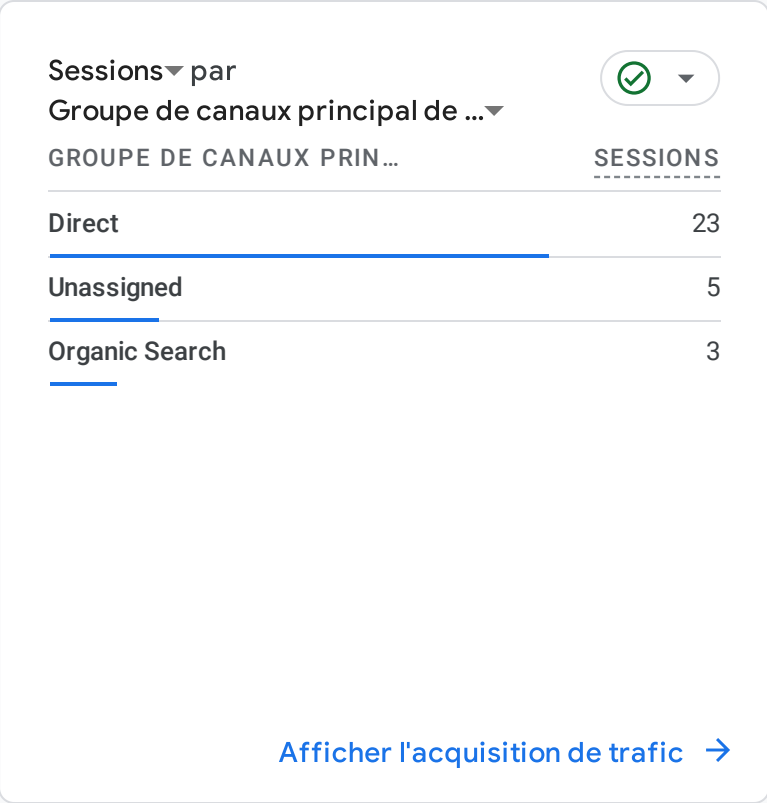 Sessions par
Groupe de canaux principal de ...
GROUPE DE CANAUX PRIN... SESSIONS
Direct 23
Unassigned 5
Organic Search 3
Afficher l'acquisition de trafic